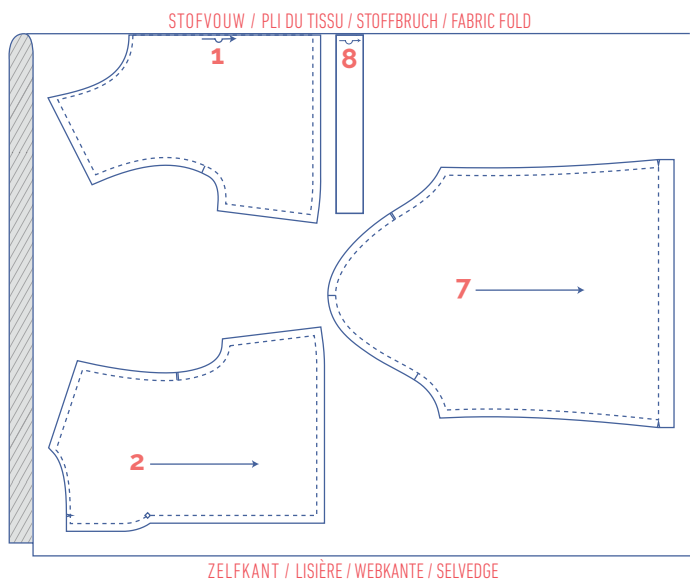 STOFVOUW / PLI DU TISSU / STOFFBRUCH / FABRIC FOLD
1
8
7
2
ZELFKANT / LISIÈRE / WEBKANTE / SELVEDGE